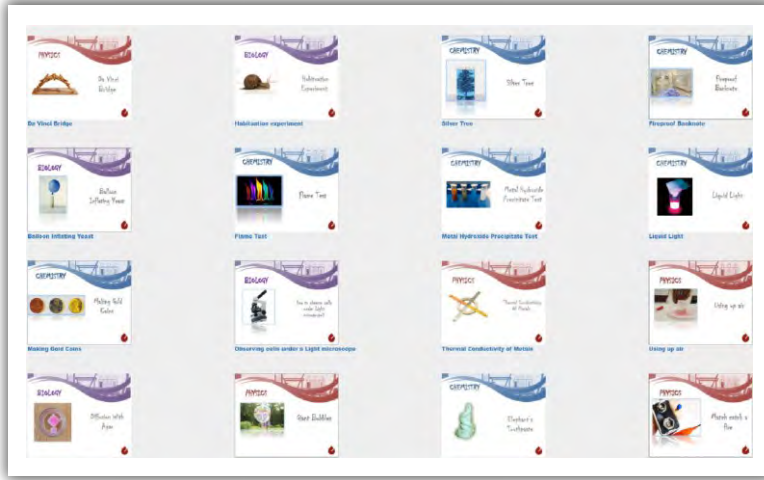 PHYSICS
Da Vinci
Bridge
BIOLOGY
Habituation
Experiment
CHEMISTRY
Silver Tree
CHEMISTRY
Fireproof
Banknote
Da Vinci Bridge
Habituation experiment
Silver Tree
Fireproof Banknote
BIOLOGY
Balloon
Inflating Yeast
CHEMISTRY
Flame Test
CHEMISTRY
Metal Hydroxide
Precipitate Test
CHEMISTRY
Liquid Light
Balloon Inflating Yeast
Flame Test
Metal Hydroxide Precipitate Test
Liquid Light
CHEMISTRY
Making Gold
Coins
BIOLOGY
PHYSICS
Thermal Conductivity
of Metals
PHYSICS
Using up air
Making Gold Coins
Observing cells under a Light microscope
Thermal Conductivity of Metals
Using up air
BIOLOGY
Diffusion With
Agar
PHYSICS
Giant Bubbles
CHEMISTRY
Elephant's
Toothpaste
PHYSICS